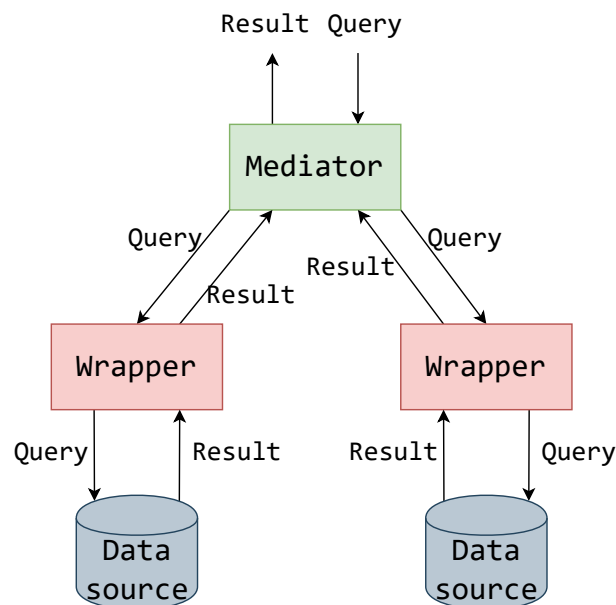 Result Query
Mediator
Query
Query
Result
Result
Wrapper
Wrapper
Query
Result
Result
Query
Data
source
Data
source